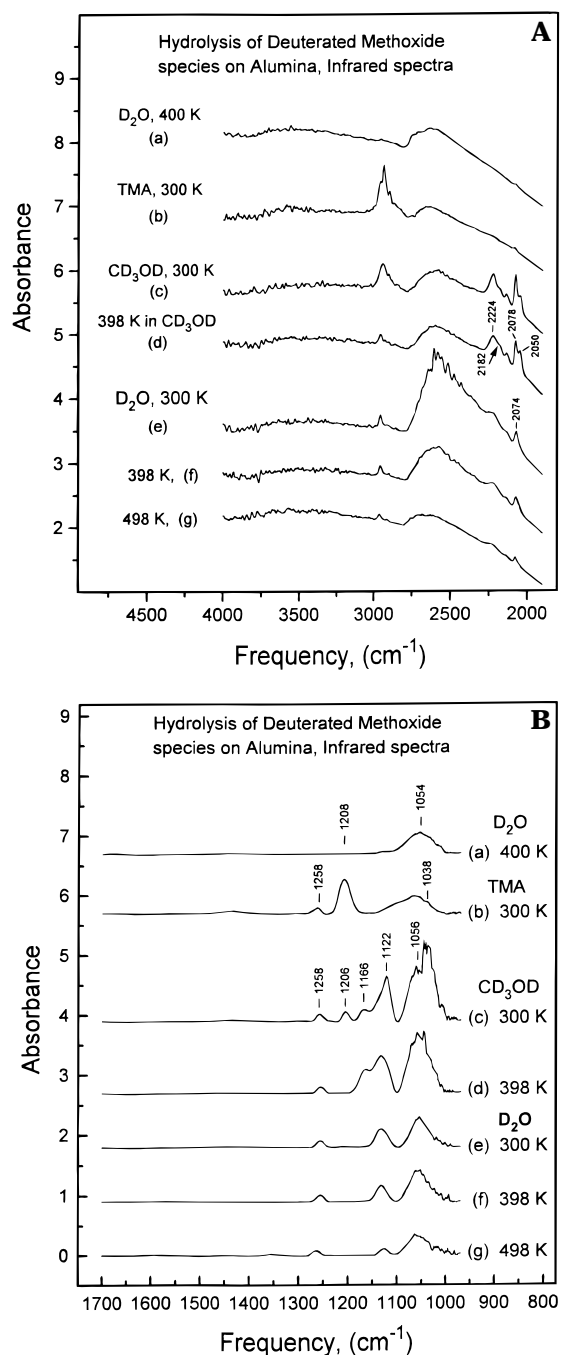 A
Hydrolysis of Deuterated Methoxide
species on Alumina, Infrared spectra
D2O, 400 K
(a)
TMA, 300 K
(b)
CD3OD, 300 K
(c)
398 K in CD3OD
(d)
D2O, 300 K
(e)
398 K, (f)
498 K, (g)
2224
2182
2078
2050
2074
9
8
7
6
5
4
3
2
Absorbance
4500 4000 3500 3000 2500 2000
Frequency, (cm-1)
B
Hydrolysis of Deuterated Methoxide
species on Alumina, Infrared spectra
1208
1054
D2O
(a) 400 K
1258
1038
TMA
(b) 300 K
1258
1206
1166
1122
1056
CD3OD
(c) 300 K
(d) 398 K
D2O
(e) 300 K
(f) 398 K
(g) 498 K
9
8
7
6
5
4
3
2
1
0
Absorbance
1700 1600 1500 1400 1300 1200 1100 1000 900 800
Frequency, (cm-1)